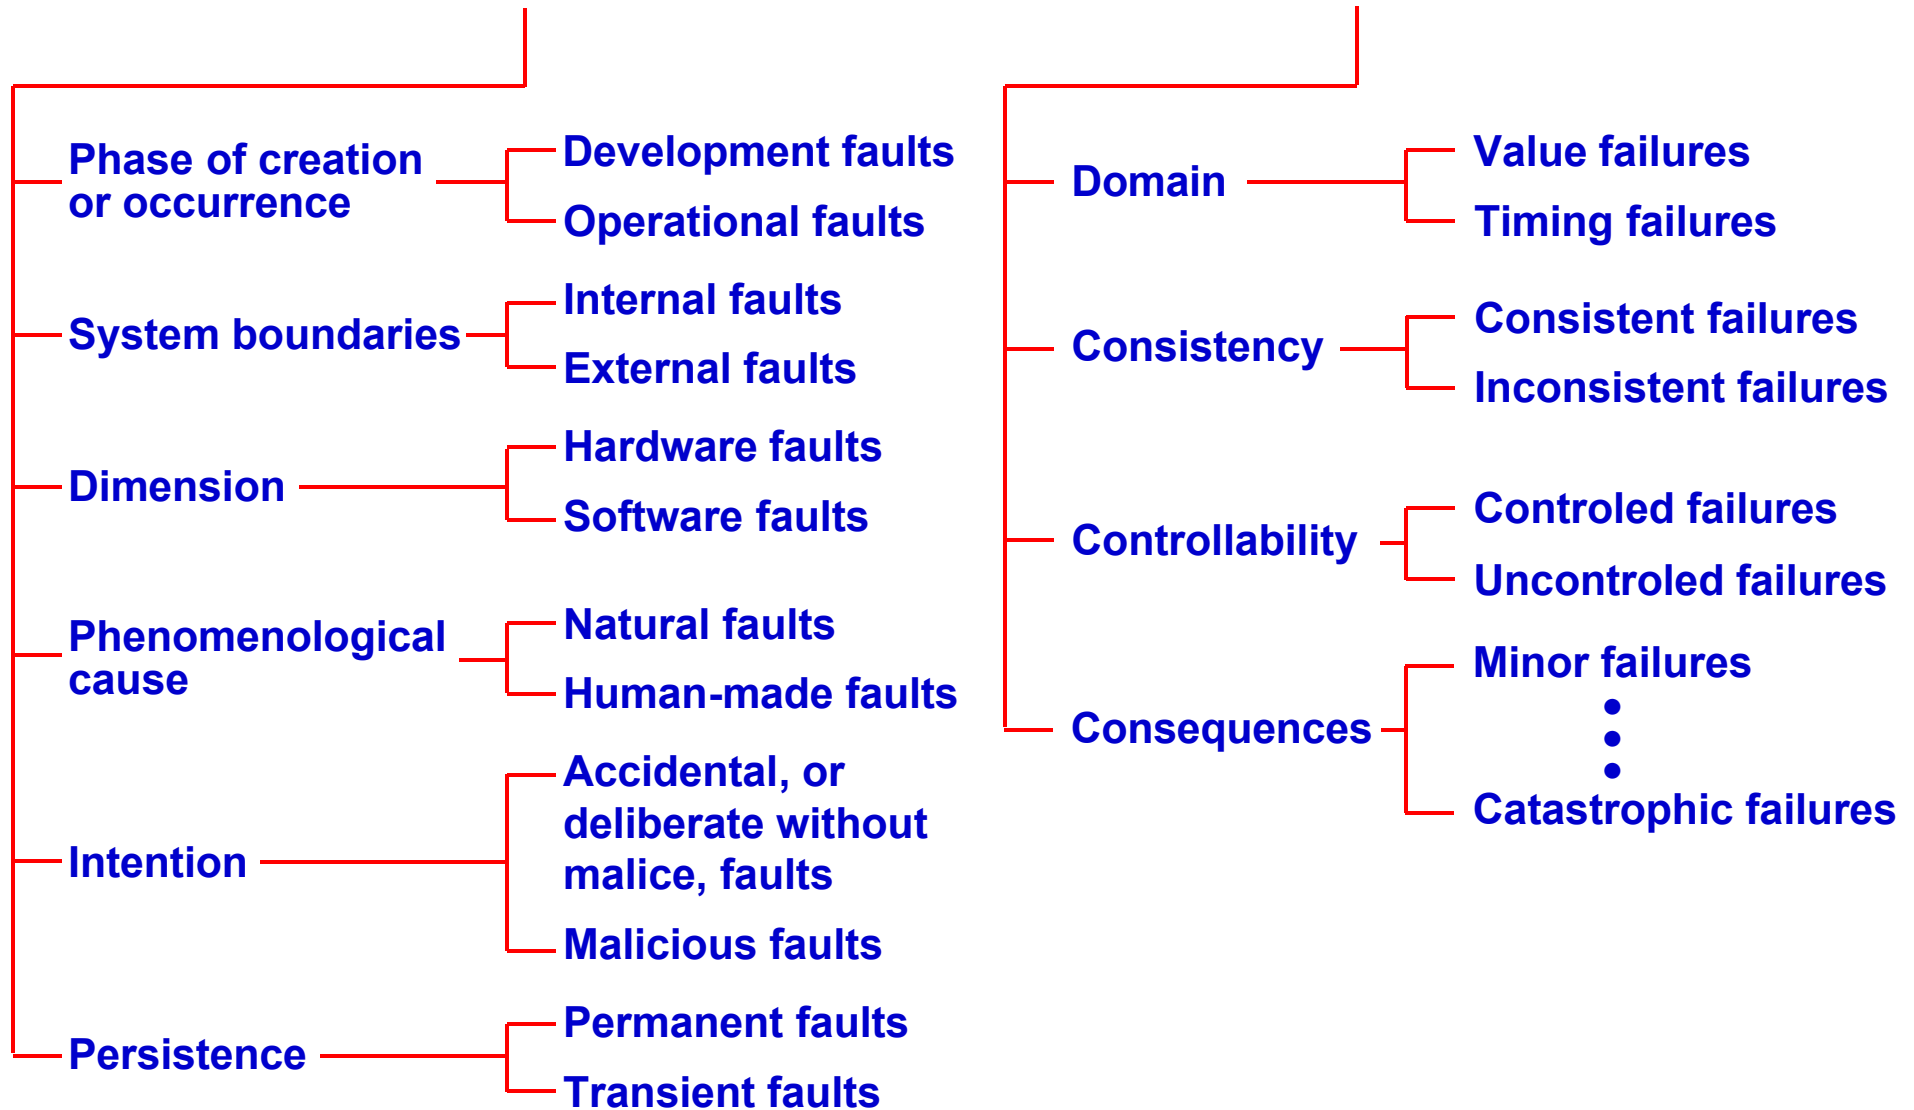 Phase of creation
or occurrence
Development faults
Operational faults
System boundaries
Internal faults
External faults
Dimension
Hardware faults
Software faults
Phenomenological
cause
Natural faults
Human-made faults
Intention
Accidental, or
deliberate without
malice, faults
Malicious faults
Persistence
Permanent faults
Transient faults
Domain
Value failures
Timing failures
Consistency
Consistent failures
Inconsistent failures
Controllability
Controled failures
Uncontroled failures
Consequences
Minor failures
Catastrophic failures